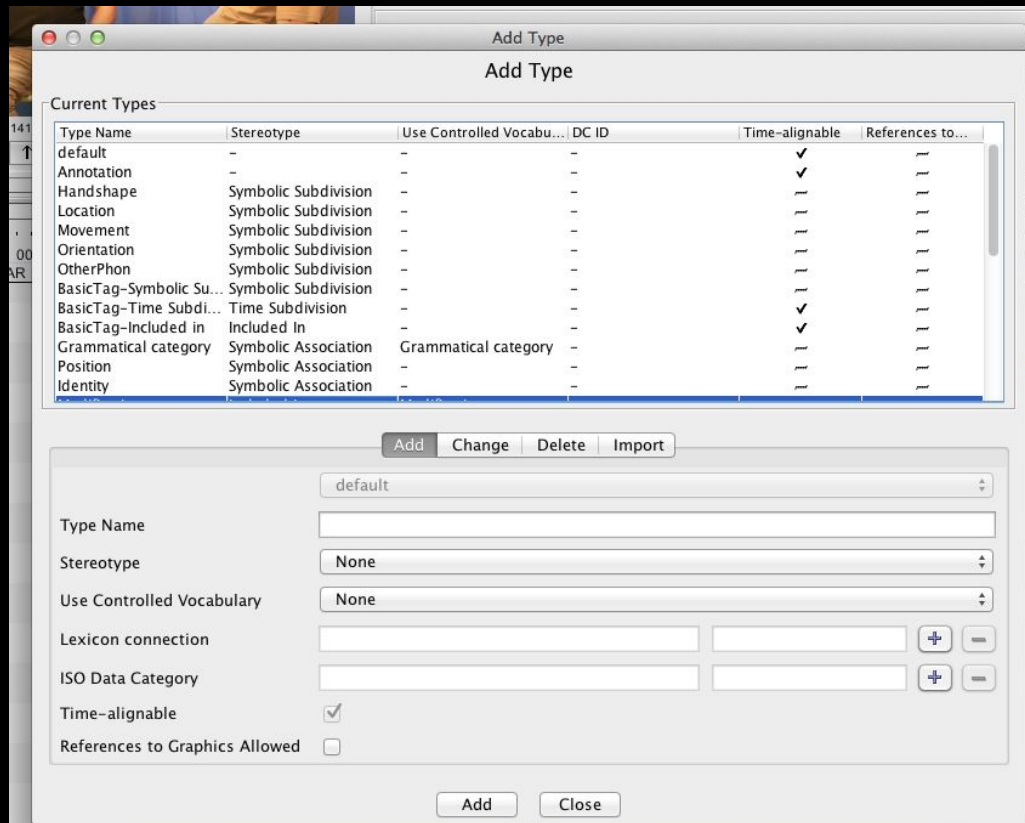 Add Type
Add Type
Current Types
Type Name Stereotype Use Controlled Vocabu... DC ID Time-alignable References to...
default – – – ✔ –
Annotation – – – ✔ –
Handshape Symbolic Subdivision – – – –
Location Symbolic Subdivision – – – –
Movement Symbolic Subdivision – – – –
Orientation Symbolic Subdivision – – – –
OtherPhon Symbolic Subdivision – – – –
BasicTag-Symbolic Su... Symbolic Subdivision – – – –
BasicTag-Time Subdi... Time Subdivision – – ✔ –
BasicTag-Included in Included In – – ✔ –
Grammatical category Symbolic Association Grammatical category – – –
Position Symbolic Association – – – –
Identity Symbolic Association – – – –
Add Change Delete Import
default
Type Name
Stereotype None
Use Controlled Vocabulary None
Lexicon connection
ISO Data Category
Time-alignable
References to Graphics Allowed
Add Close
141
00
AR